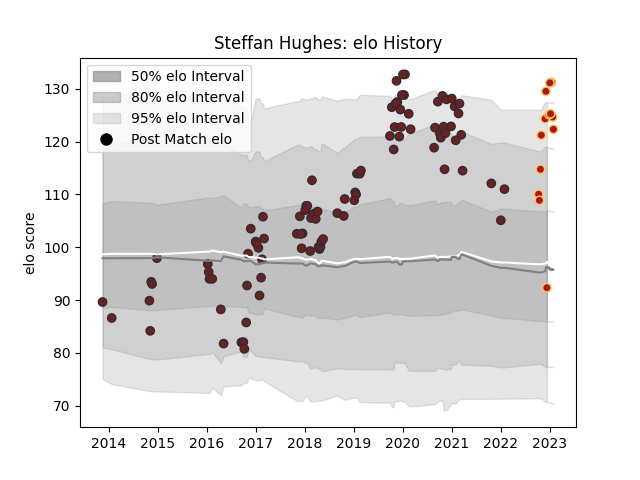 Steffan Hughes: elo History
50% elo Interval
80% elo Interval
95% elo Interval
Post Match elo
elo score
130
120
110
100
90
80
70
2014 2015 2016 2017 2018 2019 2020 2021 2022 2023